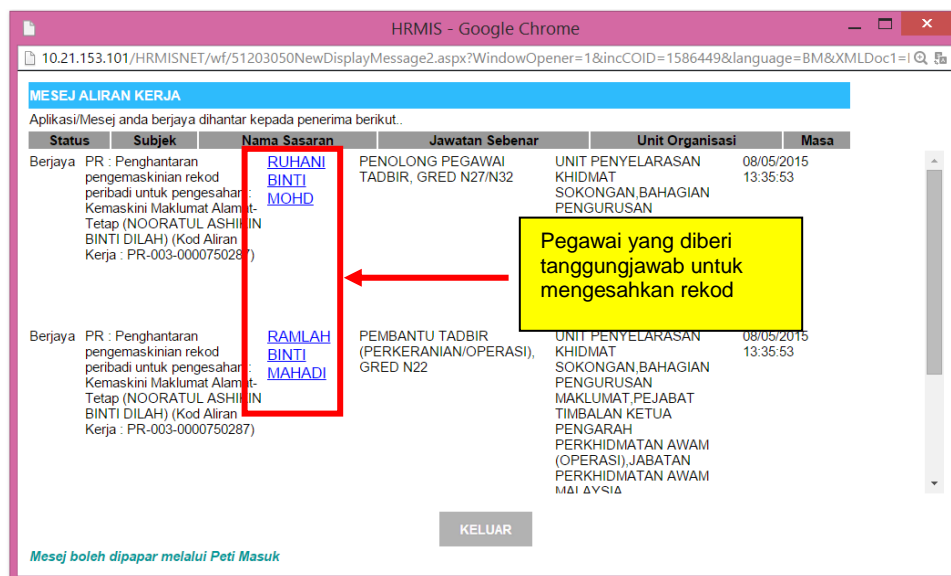 HRMIS - Google Chrome
10.21.153.101/HRMISNET/wf/51203050NewDisplayMessage2.aspx?WindowOpener=1&incCOID=1586449&language=BM&XMLDoc1=
MESEJ ALIRAN KERJA
Aplikasi/Mesej anda berjaya dihantar kepada penerima berikut..
Status Subjek Nama Sasaran Jawatan Sebenar Unit Organisasi Masa
Berjaya PR : Penghantaran RUHANI PENOLONG PEGAWAI UNIT PENYELARASAN 08/05/2015
pengemaskinian rekod BINTI TADBIR, GRED N27/N32 KHIDMAT 13:35:53
peribadi untuk pengesahan : MOHD SOKONGAN,BAHAGIAN
Kemaskini Maklumat Alamat- PENGURUSAN
Tetap (NOORATUL ASHIKIN
BINTI DILAH) (Kod Aliran
Kerja : PR-003-0000750287)
Pegawai yang diberi
tanggungjawab untuk
mengesahkan rekod
Berjaya PR : Penghantaran RAMLAH PEMBANTU TADBIR UNIT PENYELARASAN 08/05/2015
pengemaskinian rekod BINTI (PERKERANIAN/OPERASI), KHIDMAT 13:35:53
peribadi untuk pengesahan : MAHADI GRED N22 SOKONGAN,BAHAGIAN
Kemaskini Maklumat Alamat- PENGURUSAN
Tetap (NOORATUL ASHIKIN MAKLUMAT,PEJABAT
BINTI DILAH) (Kod Aliran TIMBALAN KETUA
Kerja : PR-003-0000750287) PENGARAH
PERKHIDMATAN AWAM
(OPERASI),JABATAN
PERKHIDMATAN AWAM
MALAYSIA
KELUAR
Mesej boleh dipapar melalui Peti Masuk